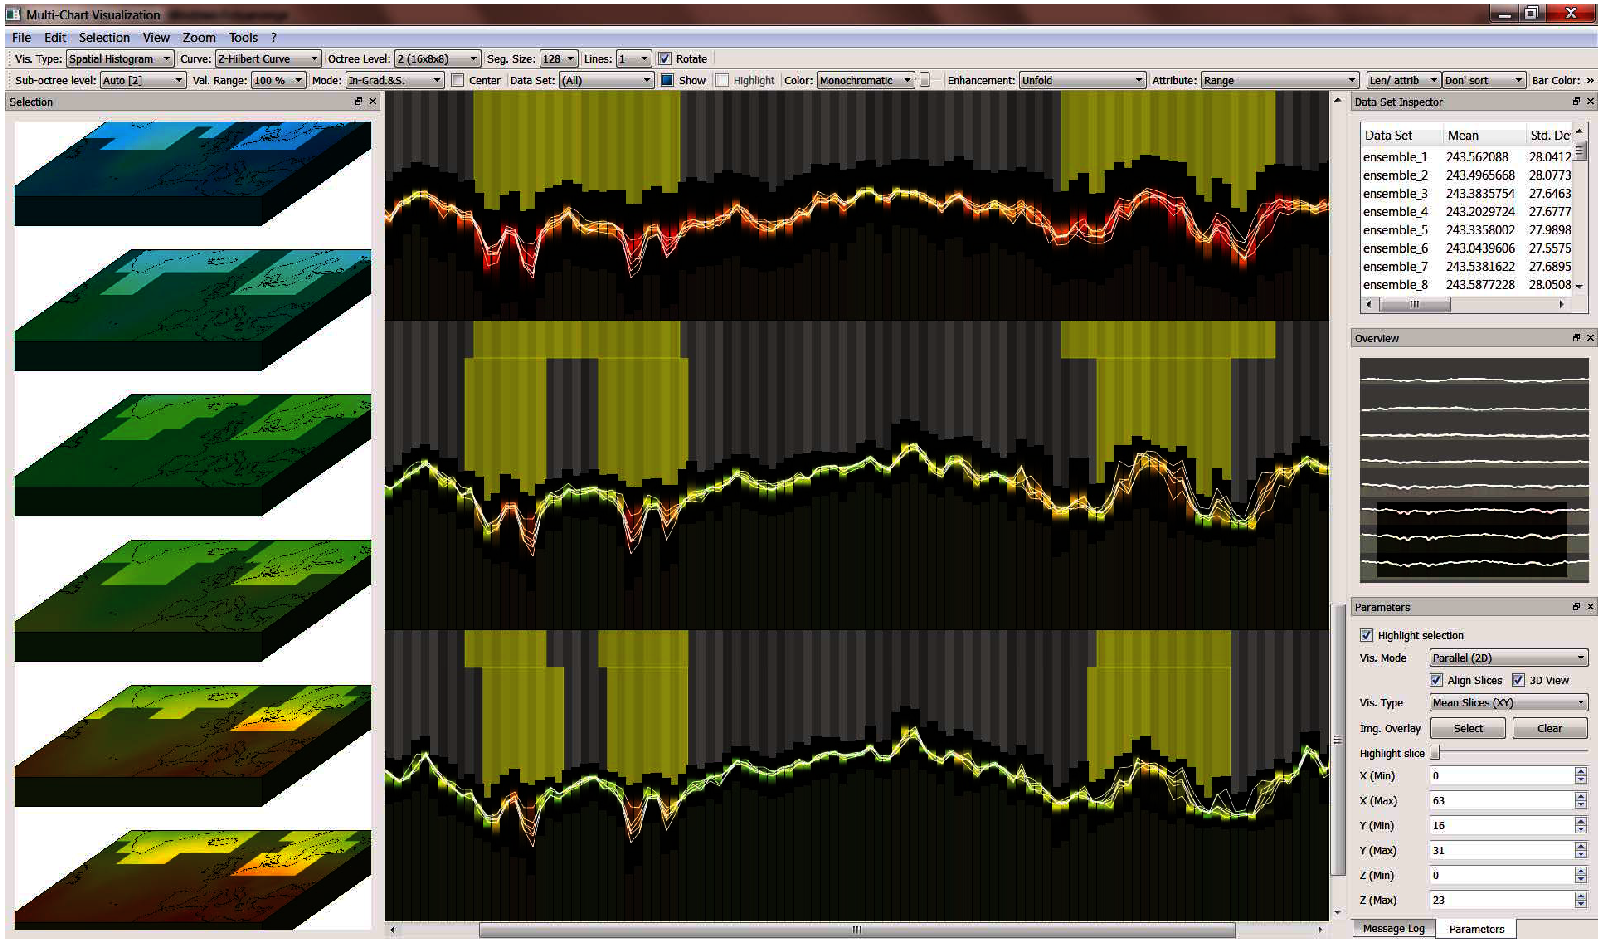 Multi-Chart Visualization
File Edit Selection View Zoom Tools ?
Vis. Type: Spatial Histogram Curve: Z-Hilbert Curve Octree Level: 2 (16x8x8) Seg. Size: 128 Lines: 1 Rotate
Sub-octree level: Auto [2] Val. Range: 100 % Mode: In-Grad.&S. Center Data Set: (All) Show Highlight Color: Monochromatic Enhancement: Unfold Attribute: Range Len/ attrib Don' sort Bar Color: »
Selection
Data Set Inspector
Data Set Mean Std. De
ensemble_1 243.562088 28.0412
ensemble_2 243.4965668 28.0773
ensemble_3 243.3835754 27.6463
ensemble_4 243.2029724 27.6777
ensemble_5 243.3358002 27.9898
ensemble_6 243.0439606 27.5575
ensemble_7 243.5381622 27.6895
ensemble_8 243.5877228 28.0508
Overview
Parameters
Highlight selection
Vis. Mode Parallel (2D)
Align Slices 3D View
Vis. Type Mean Slices (XY)
Img. Overlay Select Clear
Highlight slice
X (Min) 0
X (Max) 63
Y (Min) 16
Y (Max) 31
Z (Min) 0
Z (Max) 23
Message Log Parameters